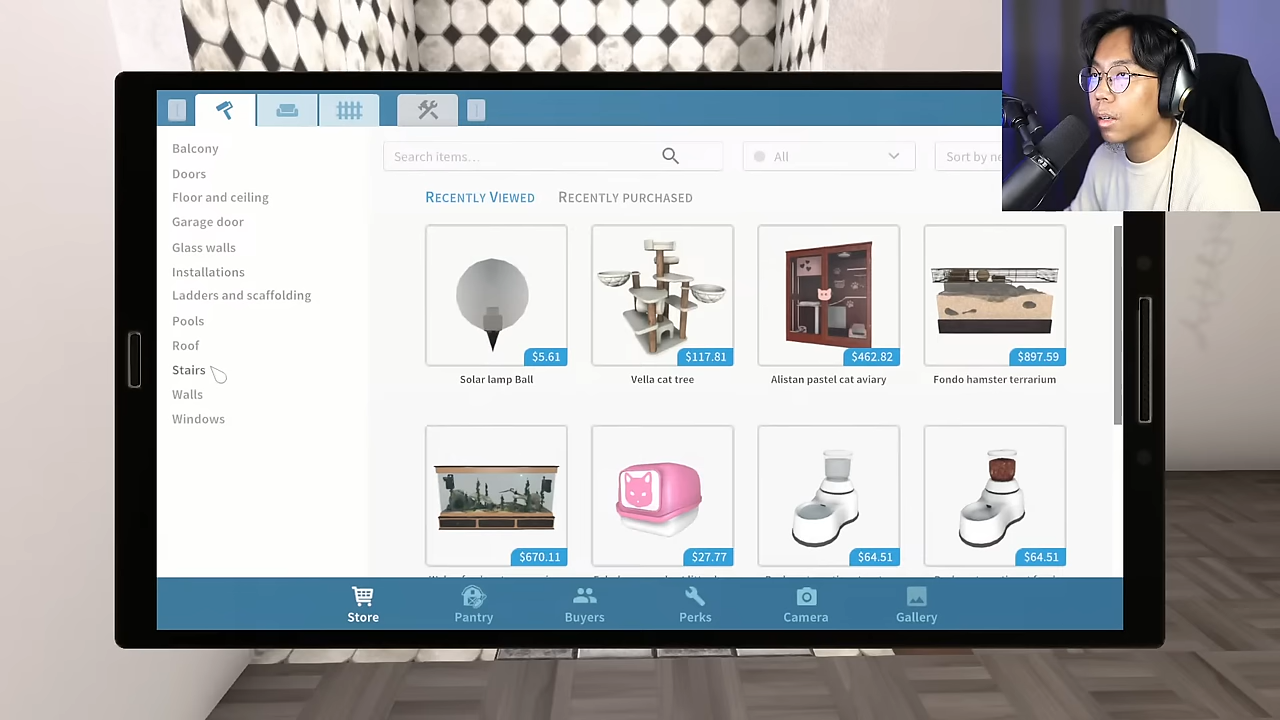 Balcony
Doors
Floor and ceiling
Garage door
Glass walls
Installations
Ladders and scaffolding
Pools
Roof
Stairs
Walls
Windows
Search items...
All
Sort by
RECENTLY VIEWED
RECENTLY PURCHASED
$5.61
$117.81
$462.82
$897.59
Solar lamp Ball
Vella cat tree
Alistan pastel cat aviary
Fondo hamster terrarium
$670.11
$27.77
$64.51
$64.51
Store
Pantry
Buyers
Perks
Camera
Gallery